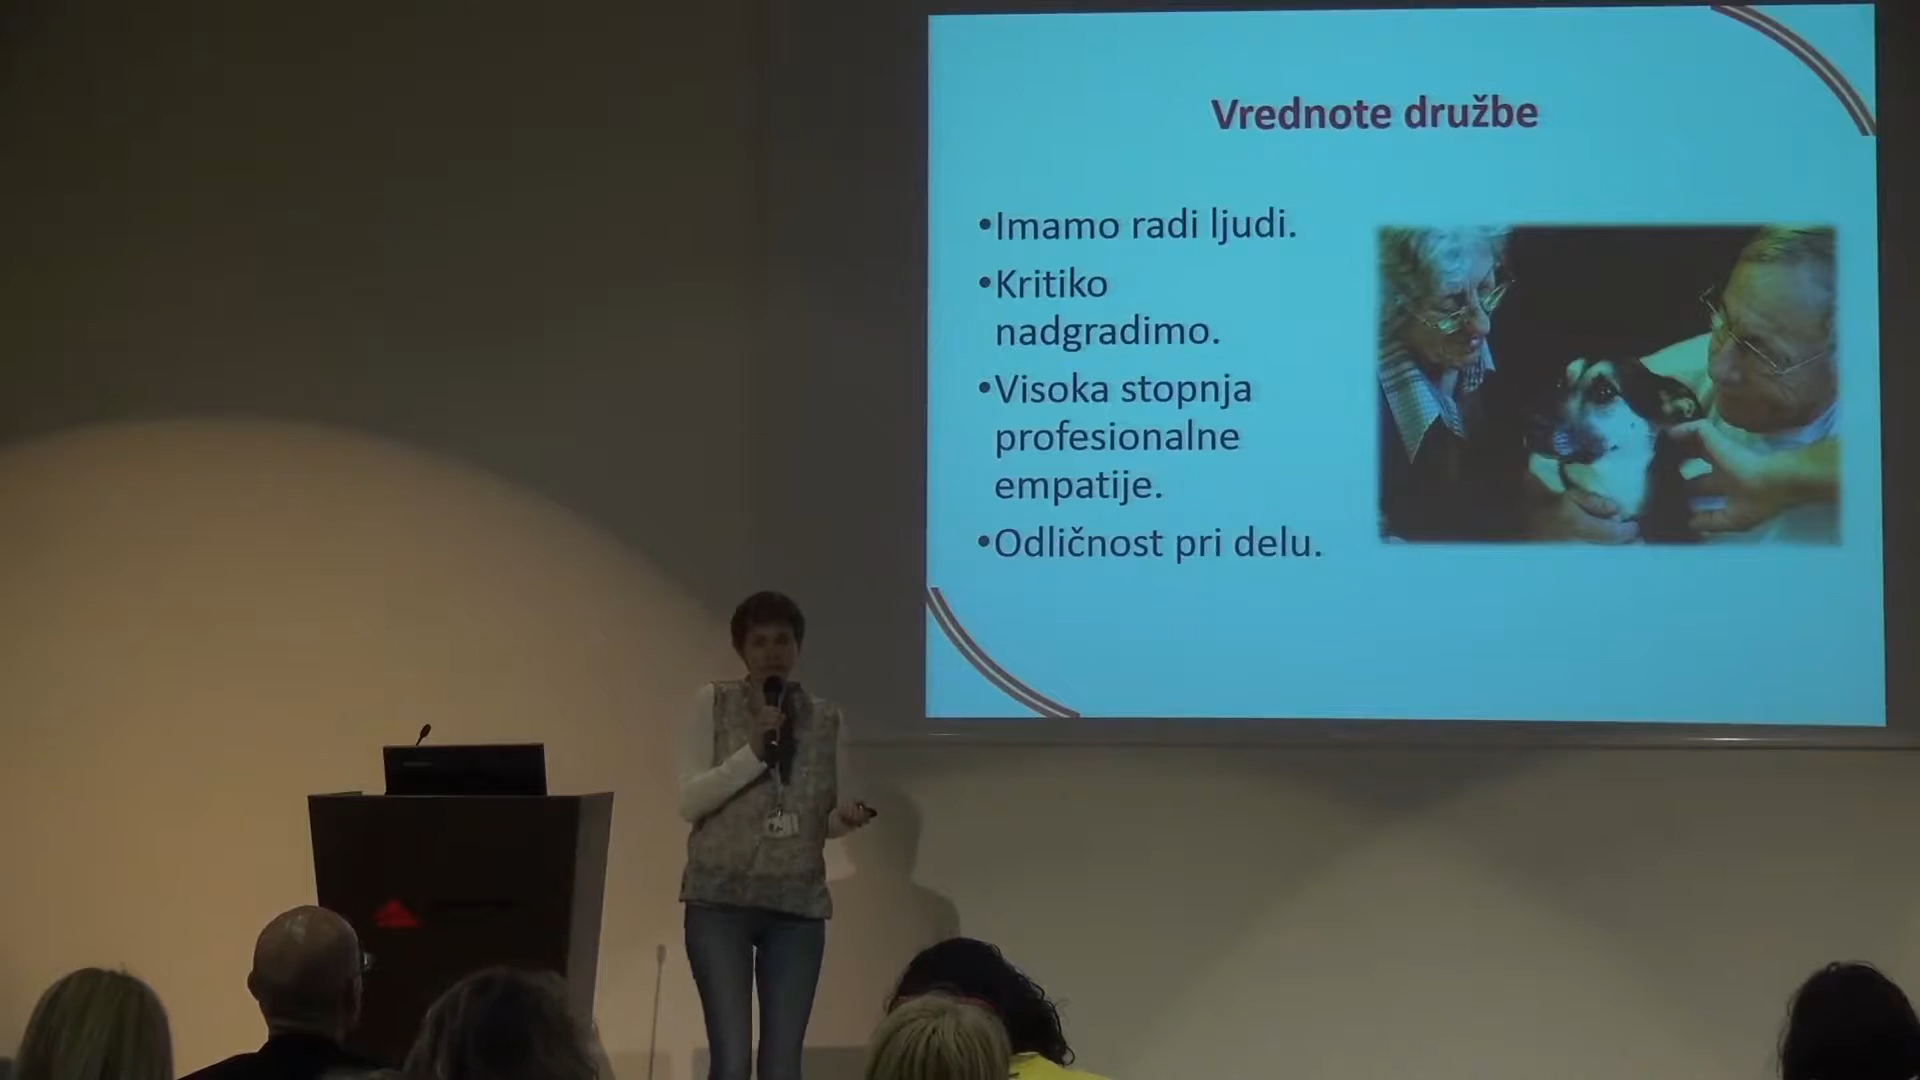 Vrednote družbe
•Imamo radi ljudi.
•Kritiko
nadgradimo.
•Visoka stopnja
profesionalne
empatije.
•Odličnost pri delu.